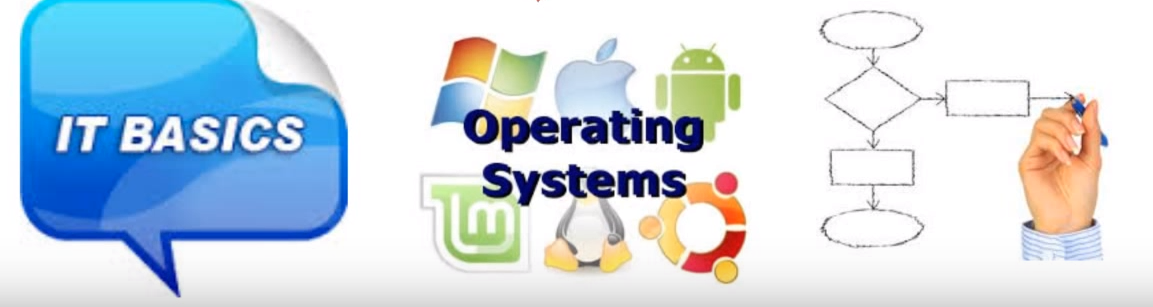 IT BASICS
Operating
Systems